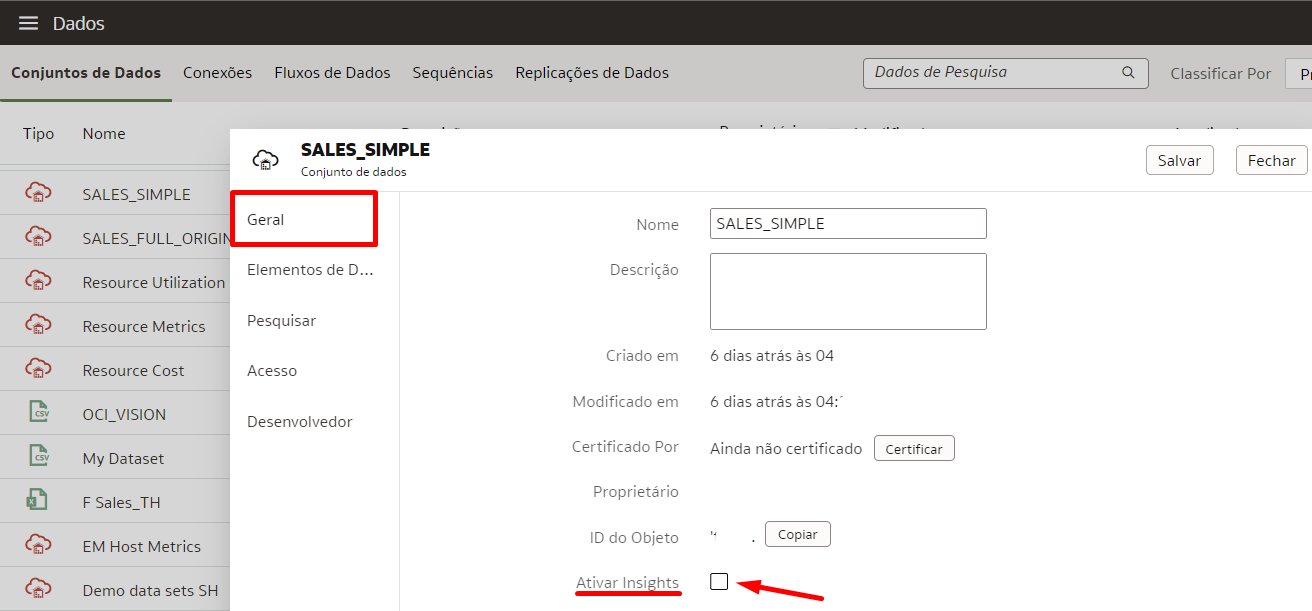 Dados
Conjuntos de Dados Conexões Fluxos de Dados Sequências Replicações de Dados Dados de Pesquisa Classificar Por
Tipo Nome
SALES_SIMPLE
Conjunto de dados
Salvar Fechar
SALES_SIMPLE
SALES_FULL_ORIGIN
Resource Utilization
Resource Metrics
Resource Cost
OCI_VISION
My Dataset
F Sales_TH
EM Host Metrics
Demo data sets SH
Geral
Elementos de D...
Pesquisar
Acesso
Desenvolvedor
Nome SALES_SIMPLE
Descrição
Criado em 6 dias atrás às 04
Modificado em 6 dias atrás às 04:
Certificado Por Ainda não certificado Certificar
Proprietário
ID do Objeto Copiar
Ativar Insights